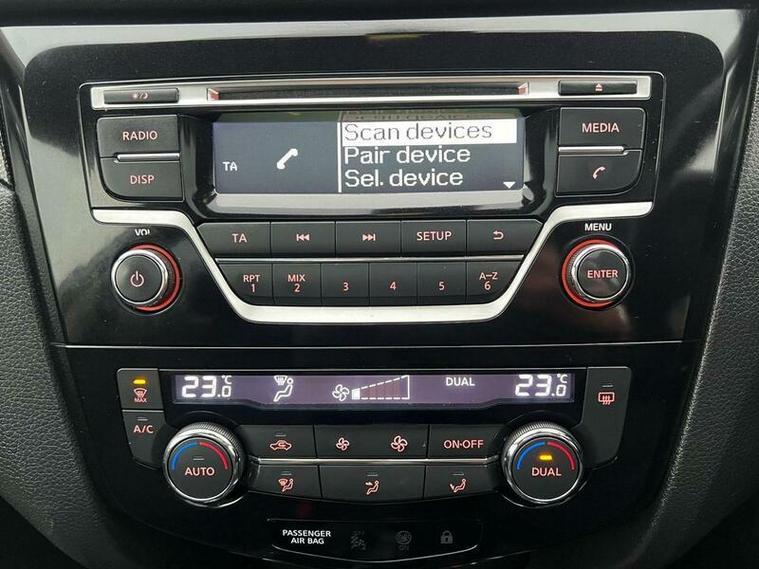 RADIO
MEDIA
DISP
TA
Scan devices
Pair device
Sel. device
VOL
TA
SETUP
MENU
RPT
1
MIX
2
3
4
5
A-Z
6
ENTER
23.0°C
DUAL
23.0°C
MAX
A/C
AUTO
ON-OFF
DUAL
PASSENGER
AIR BAG